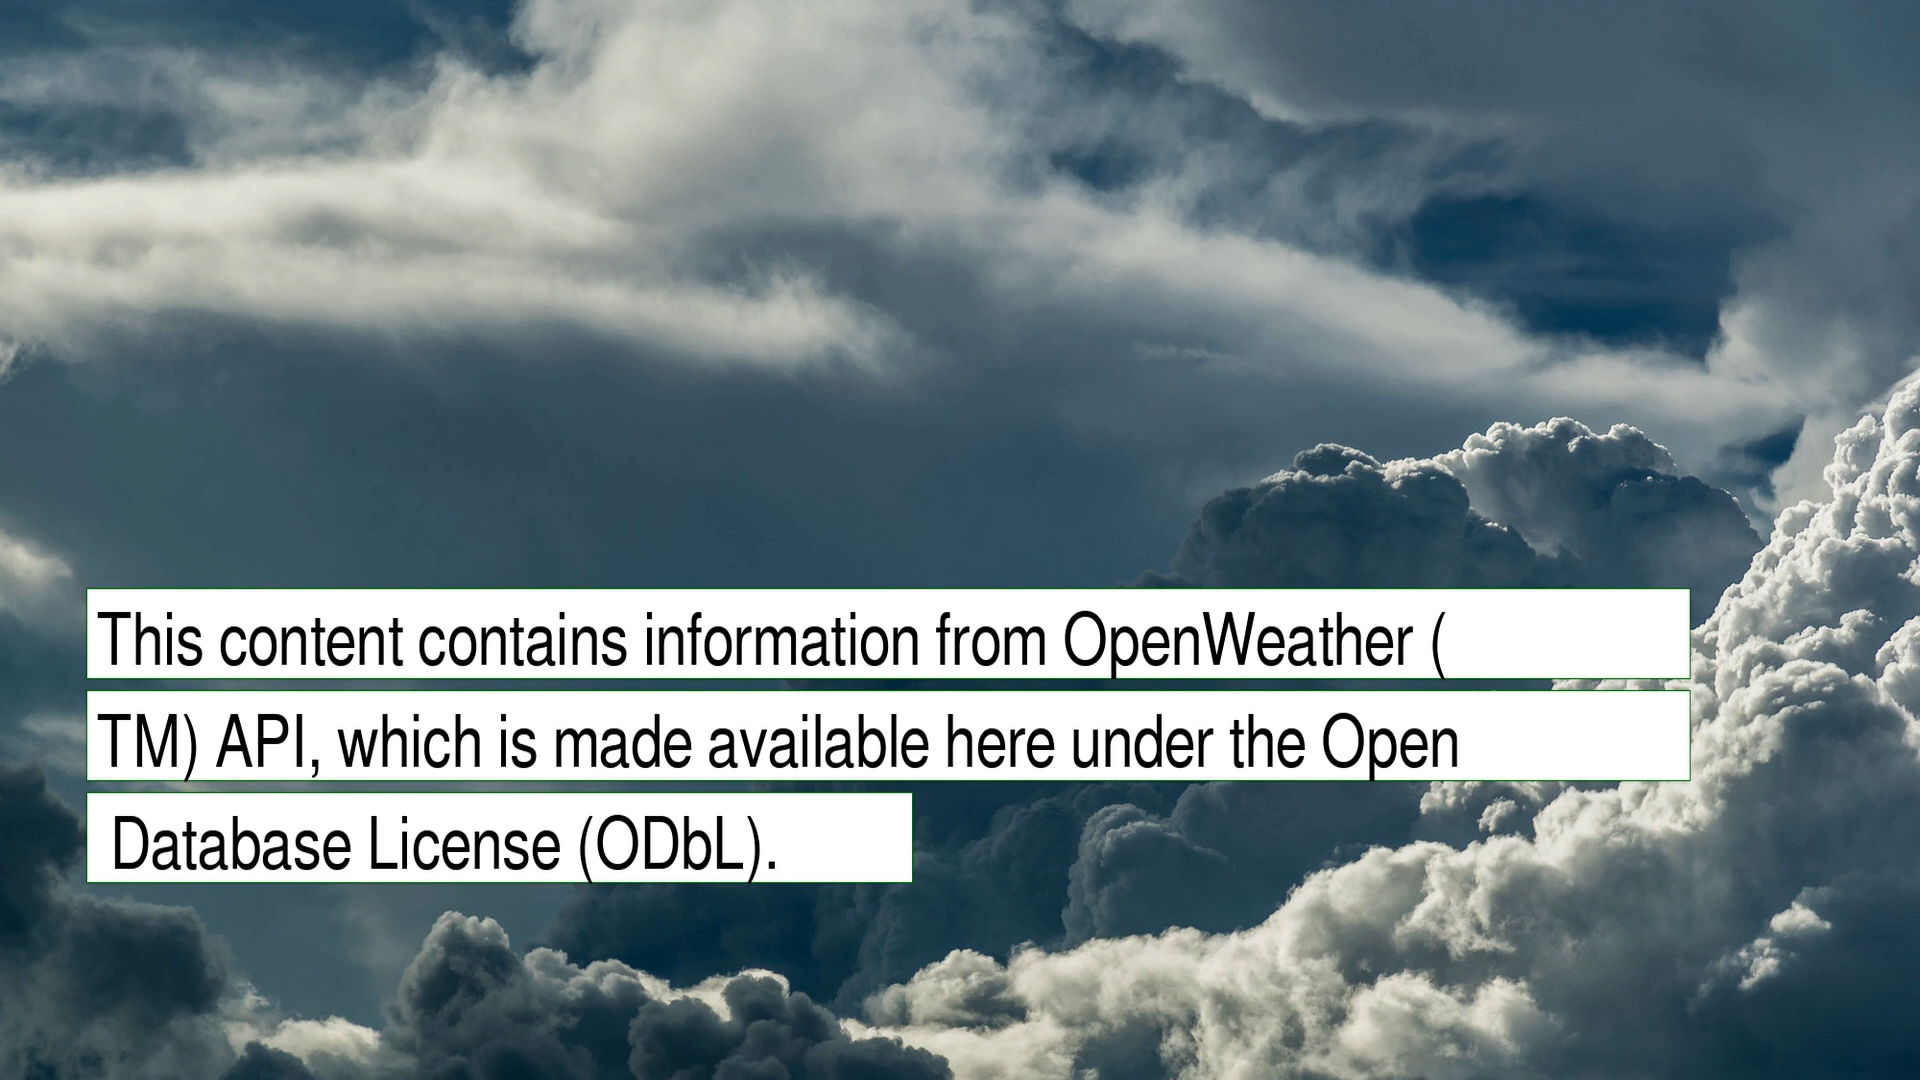 This content contains information from OpenWeather (
TM) API, which is made available here under the Open
Database License (ODbL).